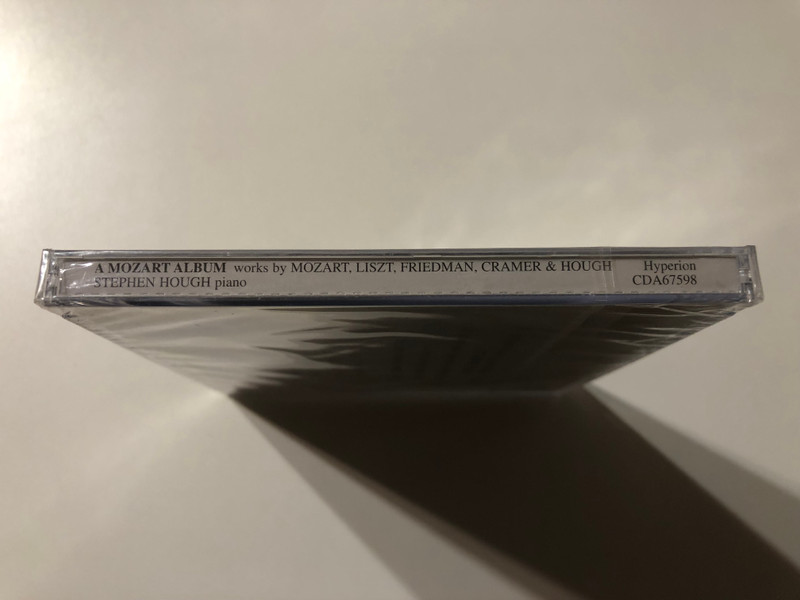 A MOZART ALBUM works by MOZART, LISZT, FRIEDMAN, CRAMER & HOUGH
STEPHEN HOUGH piano
Hyperion
CDA67598